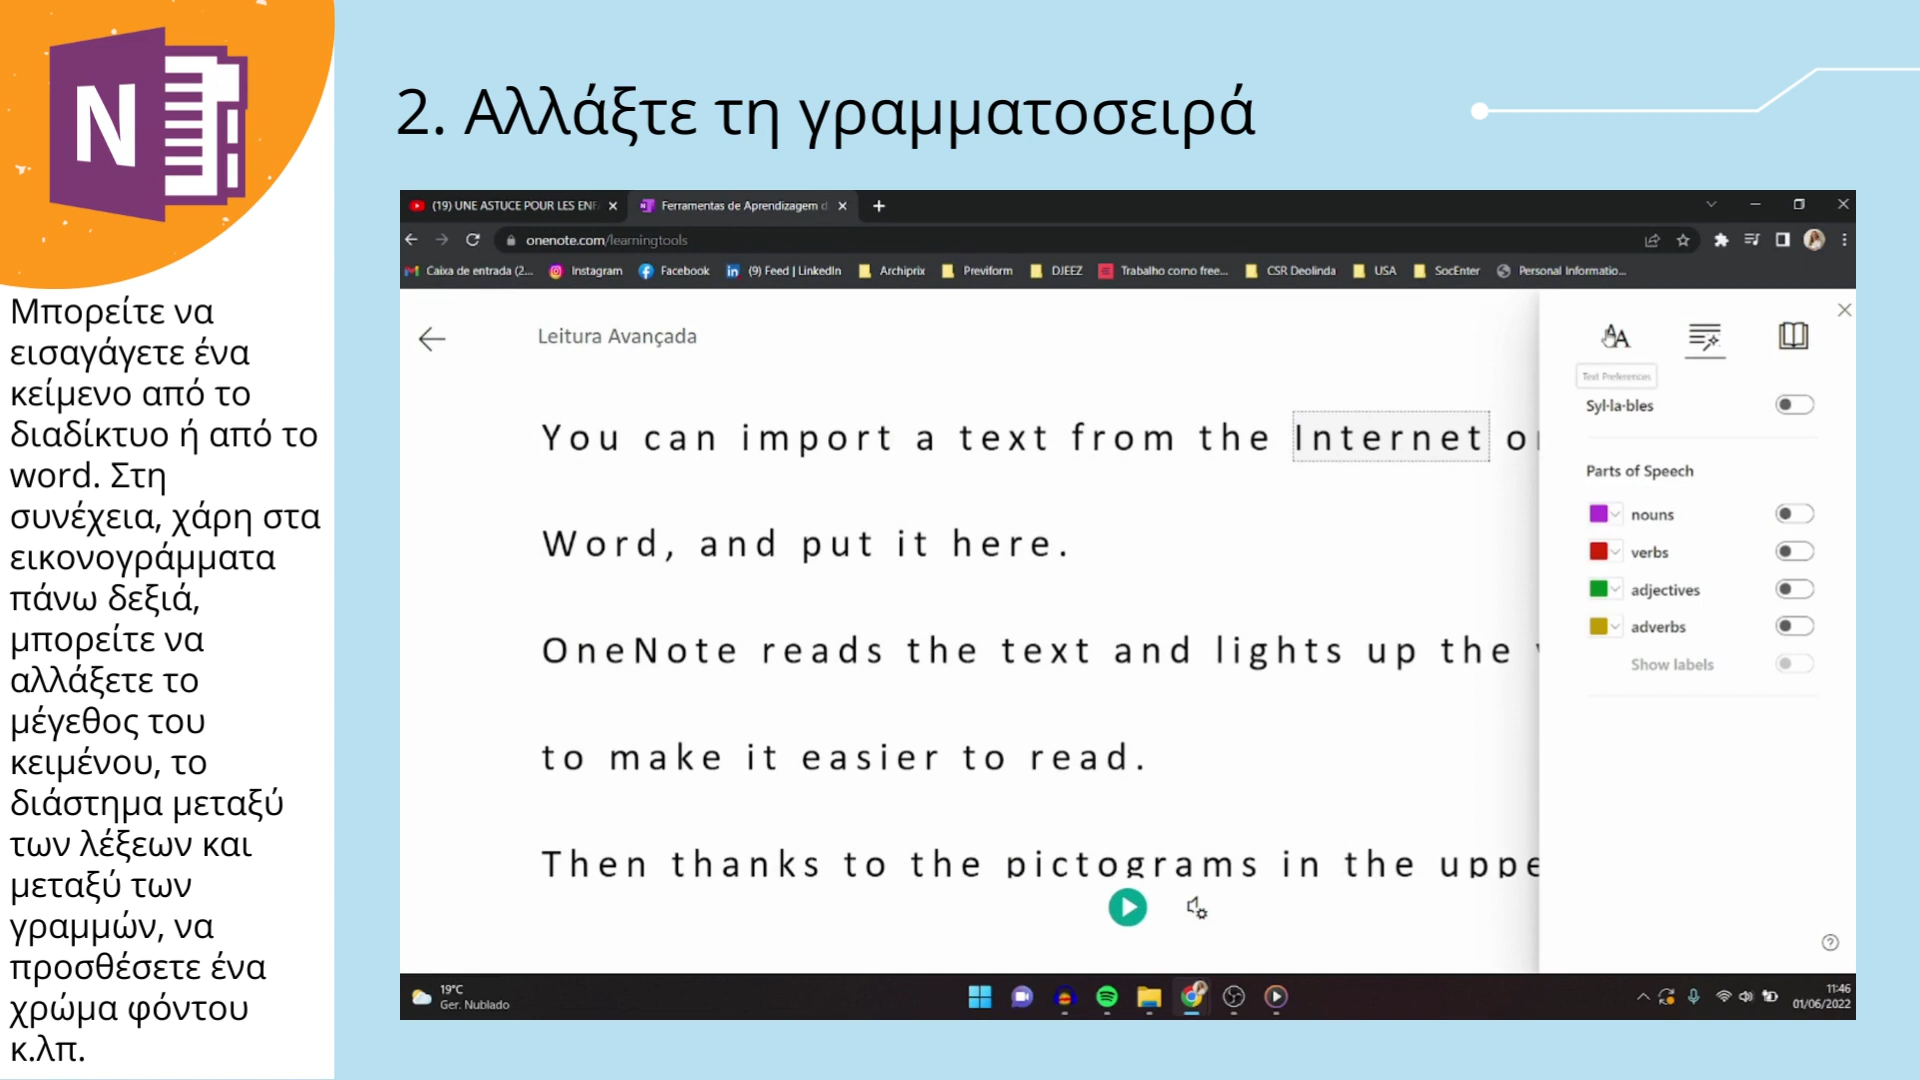 N
2. Αλλάξτε τη γραμματοσειρά
Μπορείτε να
εισαγάγετε ένα
κείμενο από το
διαδίκτυο ή από το
word. Στη
συνέχεια, χάρη στα
εικονογράμματα
πάνω δεξιά,
μπορείτε να
αλλάξετε το
μέγεθος του
κειμένου, το
διάστημα μεταξύ
των λέξεων και
μεταξύ των
γραμμών, να
προσθέσετε ένα
χρώμα φόντου
κ.λπ.
(19) UNE ASTUCE POUR LES ENF
Ferramentas de Aprendizagem d
onenote.com/learningtools
Caixa de entrada (2...
Instagram
Facebook
(9) Feed | LinkedIn
Archiprix
Previform
DJEEZ
Trabalho como free...
CSR Deolinda
USA
SocEnter
Personal Informatio...
Leitura Avançada
You can import a text from the Internet or
Word, and put it here.
OneNote reads the text and lights up the
to make it easier to read.
Then thanks to the pictograms in the uppe
Text Preferences
Syl·la·bles
Parts of Speech
nouns
verbs
adjectives
adverbs
Show labels
19°C
Ger. Nublado
11:46
01/06/2022